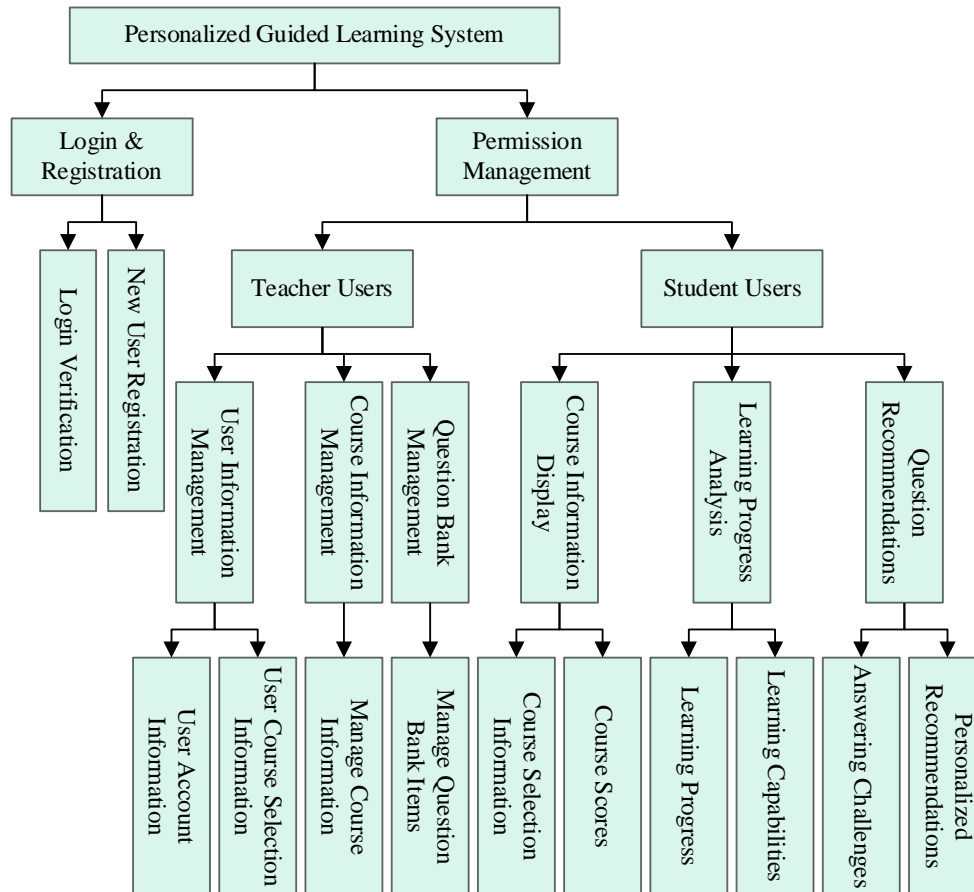 Personalized Guided Learning System
Login &
Registration
Permission
Management
Login Verification
New User Registration
Teacher Users
Student Users
User Information
Management
Course Information
Management
Question Bank
Management
Course Information
Display
Learning Progress
Analysis
Question
Recommendations
User Account
Information
User Course Selection
Information
Manage Course
Information
Manage Question
Bank Items
Course Selection
Information
Course Scores
Learning Progress
Learning Capabilities
Answering Challenges
Personalized
Recommendations